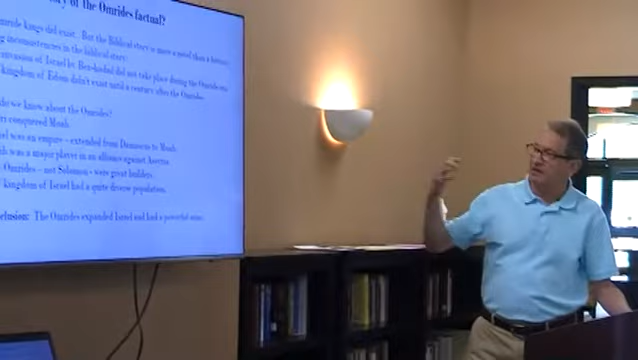 ry of the Omrides factual?
mride kings did exist. But the Biblical story is more a novel than a history
g inconsistencies in the biblical story:
invasion of Israel by Ben-hadad did not take place during the Omride era
kingdom of Edom didn't exist until a century after the Omrides.
do we know about the Omrides?
ri conquered Moab.
el was an empire - extended from Damascus to Moab.
ab was a major player in an alliance against Assyria.
Omrides - not Solomon - were great builders.
kingdom of Israel had a quite diverse population.
clusion: The Omrides expanded Israel and had a powerful